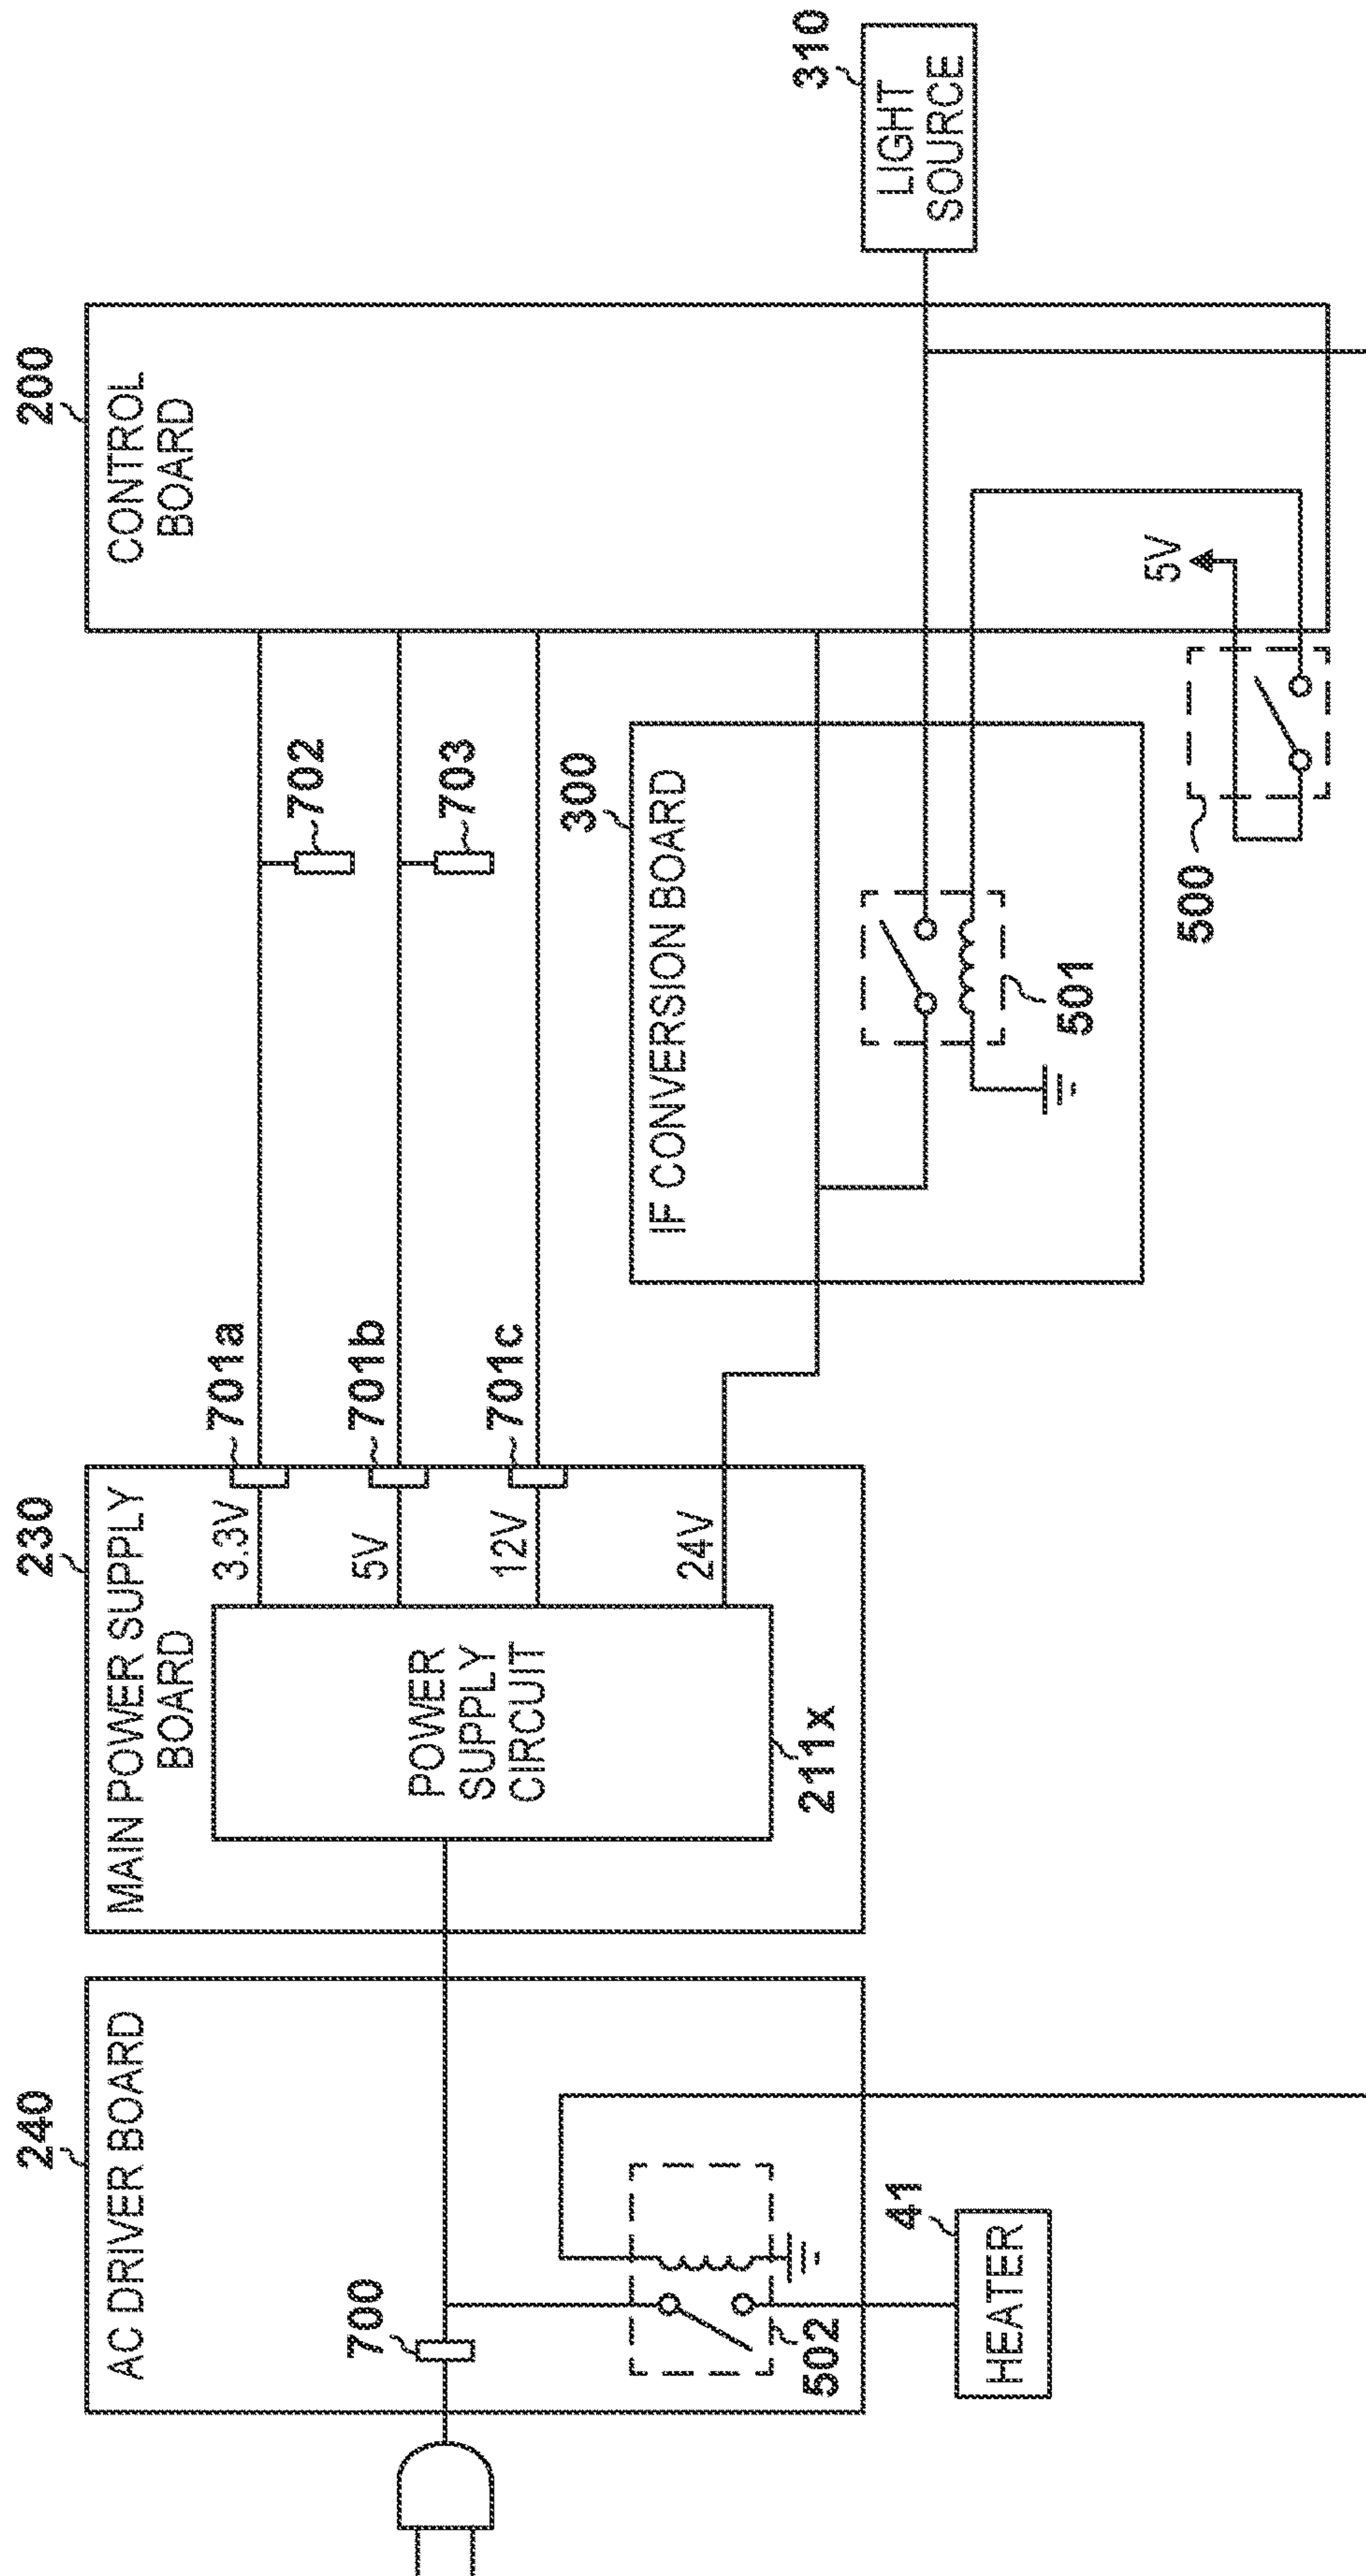 240
AC DRIVER BOARD
700
502
41
HEATER
230
MAIN POWER SUPPLY
BOARD
POWER
SUPPLY
CIRCUIT
211x
3.3V
5V
12V
24V
701a
701b
701c
702
703
300
IF CONVERSION BOARD
501
500
200
CONTROL
BOARD
5V
310
LIGHT
SOURCE